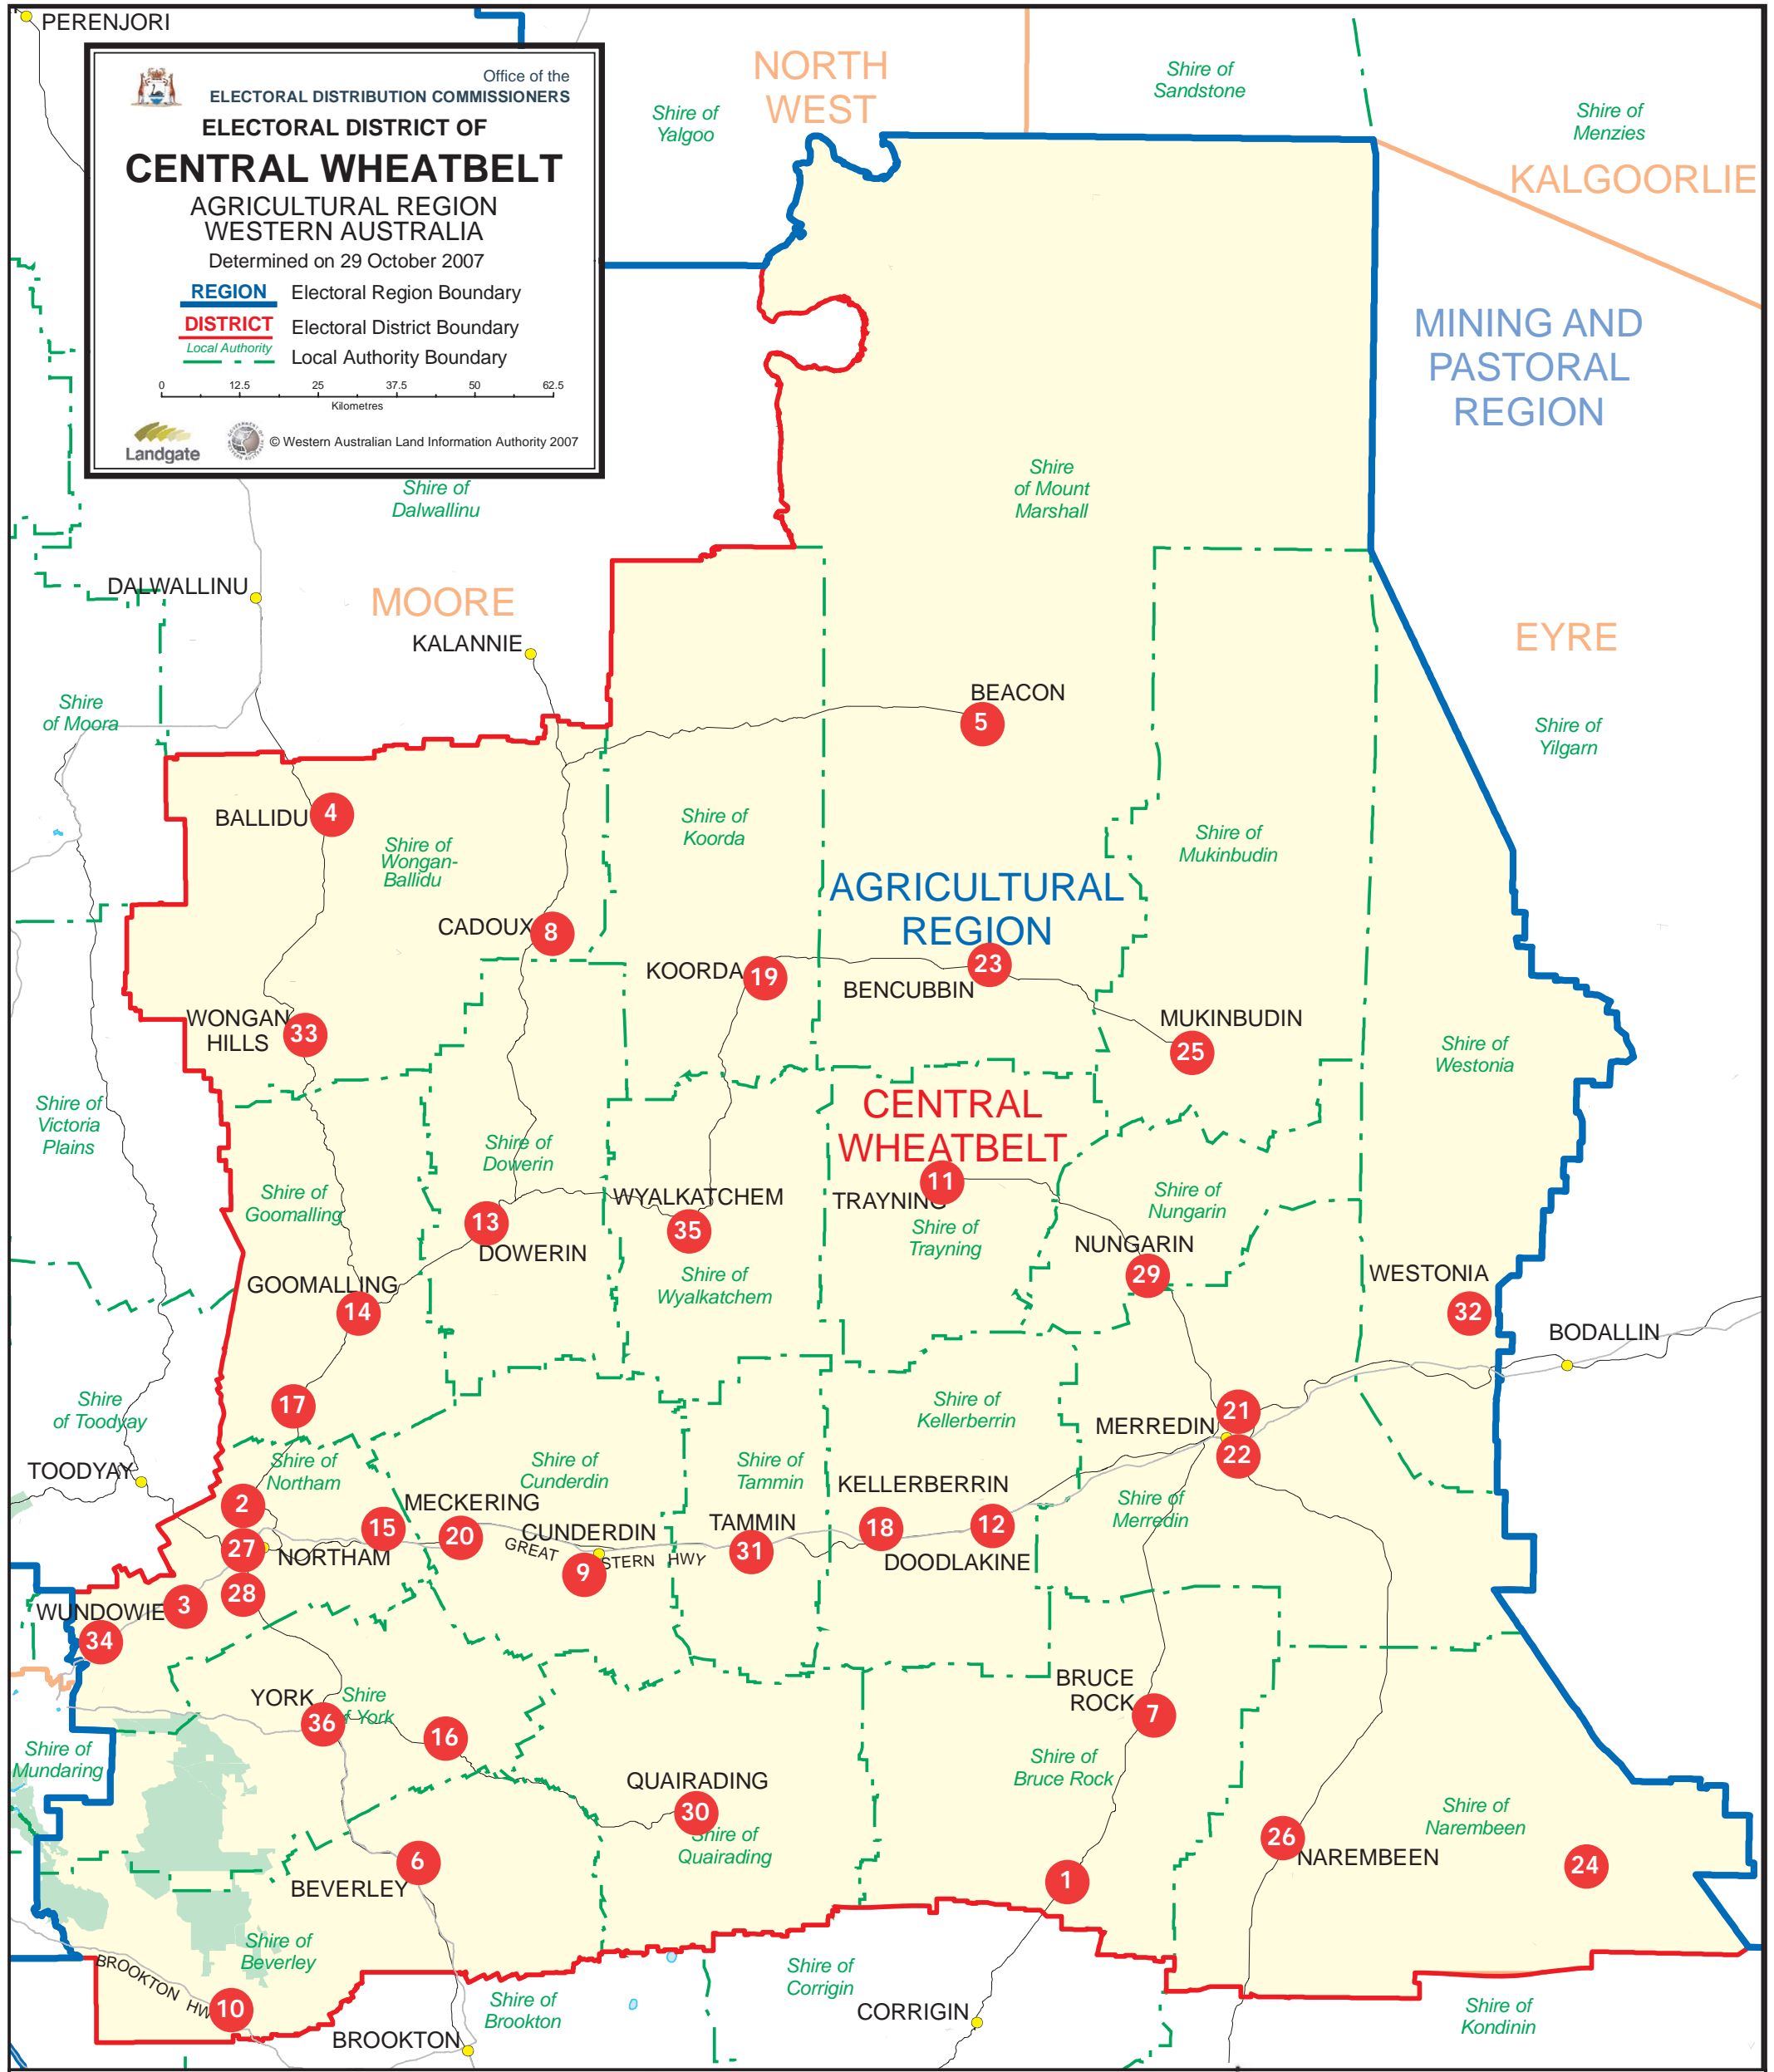 PERENJORI
Office of the
ELECTORAL DISTRIBUTION COMMISSIONERS
ELECTORAL DISTRICT OF
CENTRAL WHEATBELT
AGRICULTURAL REGION
WESTERN AUSTRALIA
Determined on 29 October 2007
REGION Electoral Region Boundary
DISTRICT Electoral District Boundary
Local Authority Local Authority Boundary
0 12.5 25 37.5 50 62.5
Kilometres
Landgate
© Western Australian Land Information Authority 2007
NORTH
WEST
Shire of
Yalgoo
Shire of
Sandstone
Shire of
Menzies
KALGOORLIE
MINING AND
PASTORAL
REGION
Shire of
Dalwallinu
Shire
of Mount
Marshall
DALWALLINU
MOORE
KALANNIE
EYRE
Shire
of Moora
BEACON
5
Shire of
Yilgarn
BALLIDU
4
Shire of
Wongan-
Ballidu
Shire of
Koorda
Shire of
Mukinbudin
AGRICULTURAL
REGION
CADOUX
8
KOORDA
19
23
BENCUBBIN
WONGAN
HILLS
33
MUKINBUDIN
25
Shire of
Westonia
Shire of
Victoria
Plains
CENTRAL
WHEATBELT
Shire of
Dowerin
11
TRAYNING
Shire of
Goomalling
WYALKATCHEM
35
Shire of
Nungarin
13
DOWERIN
Shire of
Trayning
NUNGARIN
29
Shire of
Wyalkatchem
GOOMALLING
14
WESTONIA
32
BODALLIN
Shire
of Toodyay
17
Shire of
Kellerberrin
MERREDIN
21
22
Shire of
Northam
Shire of
Cunderdin
Shire of
Tammin
TOODYAY
KELLERBERRIN
Shire of
Merredin
2
MECKERING
15
20
CUNDERDIN
TAMMIN
18
12
27
NORTHAM
GREAT
STERN HWY
31
DOODLAKINE
9
28
WUNDOWIE
3
34
YORK
36
Shire
of York
16
BRUCE
ROCK
7
Shire of
Mundaring
Shire of
Bruce Rock
QUAIRADING
30
Shire of
Quairading
Shire of
Narembeen
26
NAREMBEEN
24
6
BEVERLEY
1
Shire of
Beverley
BROOKTON HW
10
Shire of
Brookton
Shire of
Corrigin
CORRIGIN
Shire of
Kondinin
BROOKTON